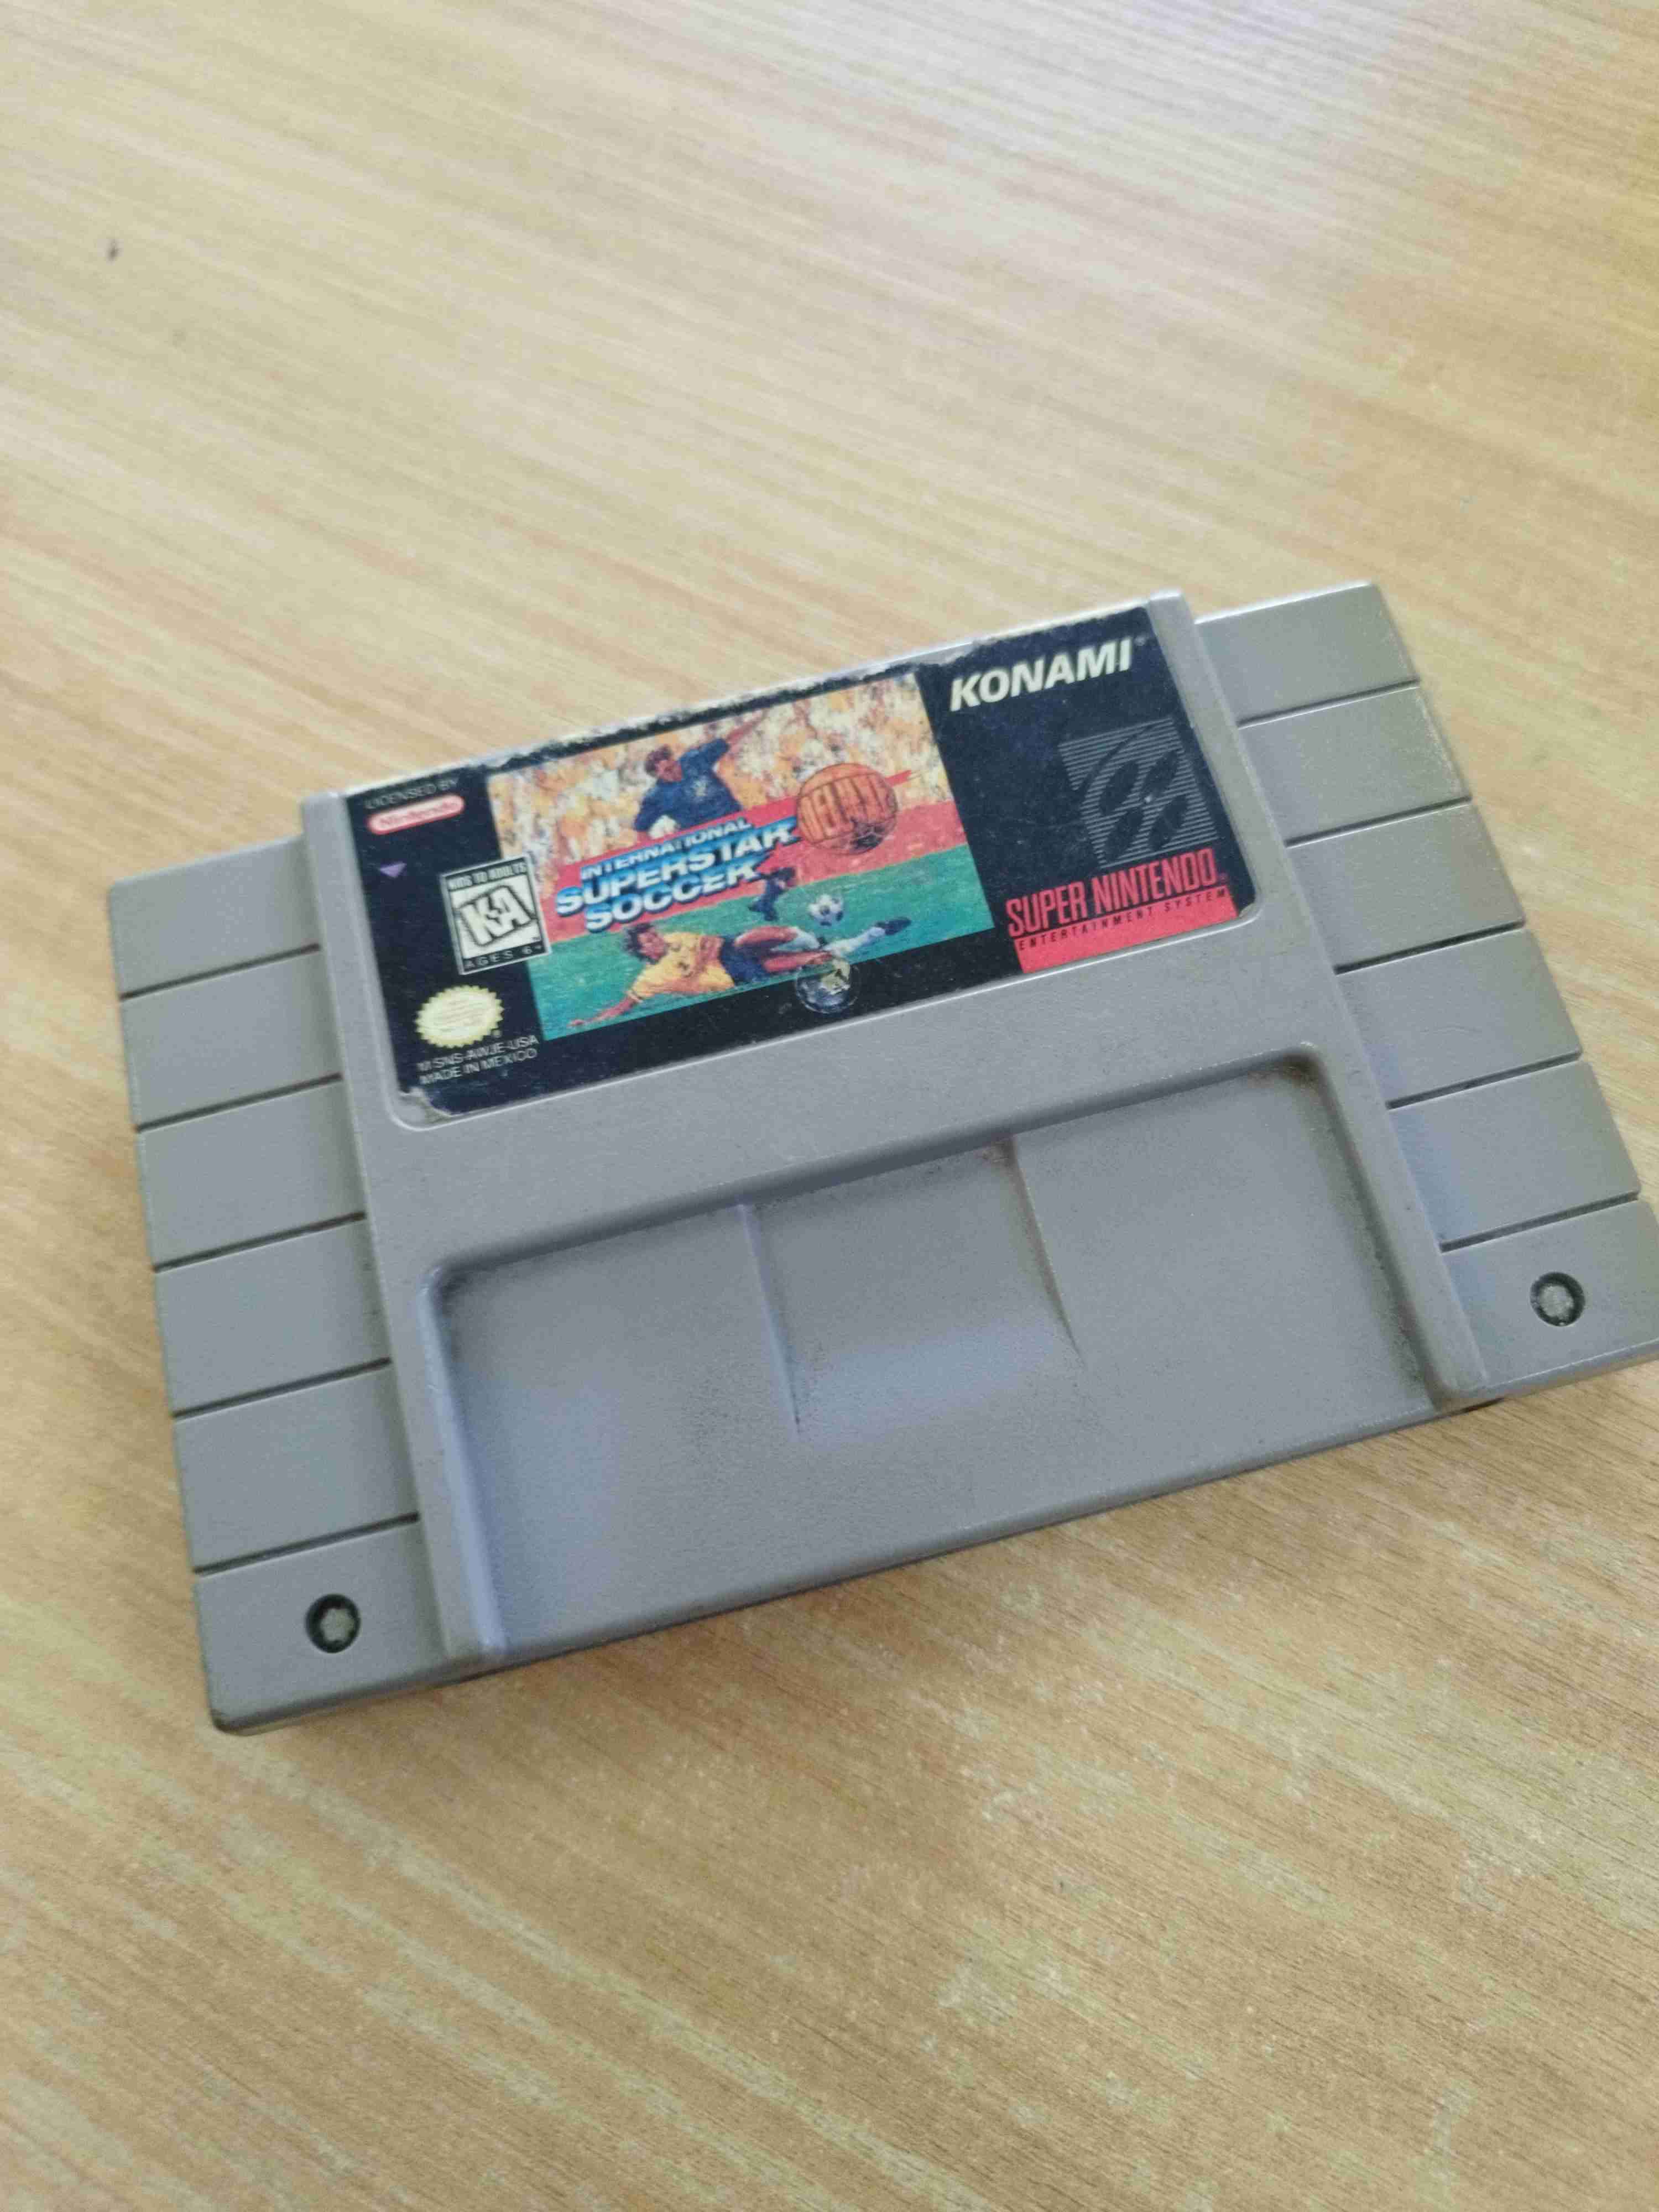 LICENSED BY
Nintendo
KIDS TO ADULTS
K-A
AGES 6+
M/SNS-AWJE-USA
MADE IN MEXICO
INTERNATIONAL
SUPERSTAR
SOCCER
DELUXE
KONAMI®
SUPER NINTENDO
ENTERTAINMENT SYSTEM